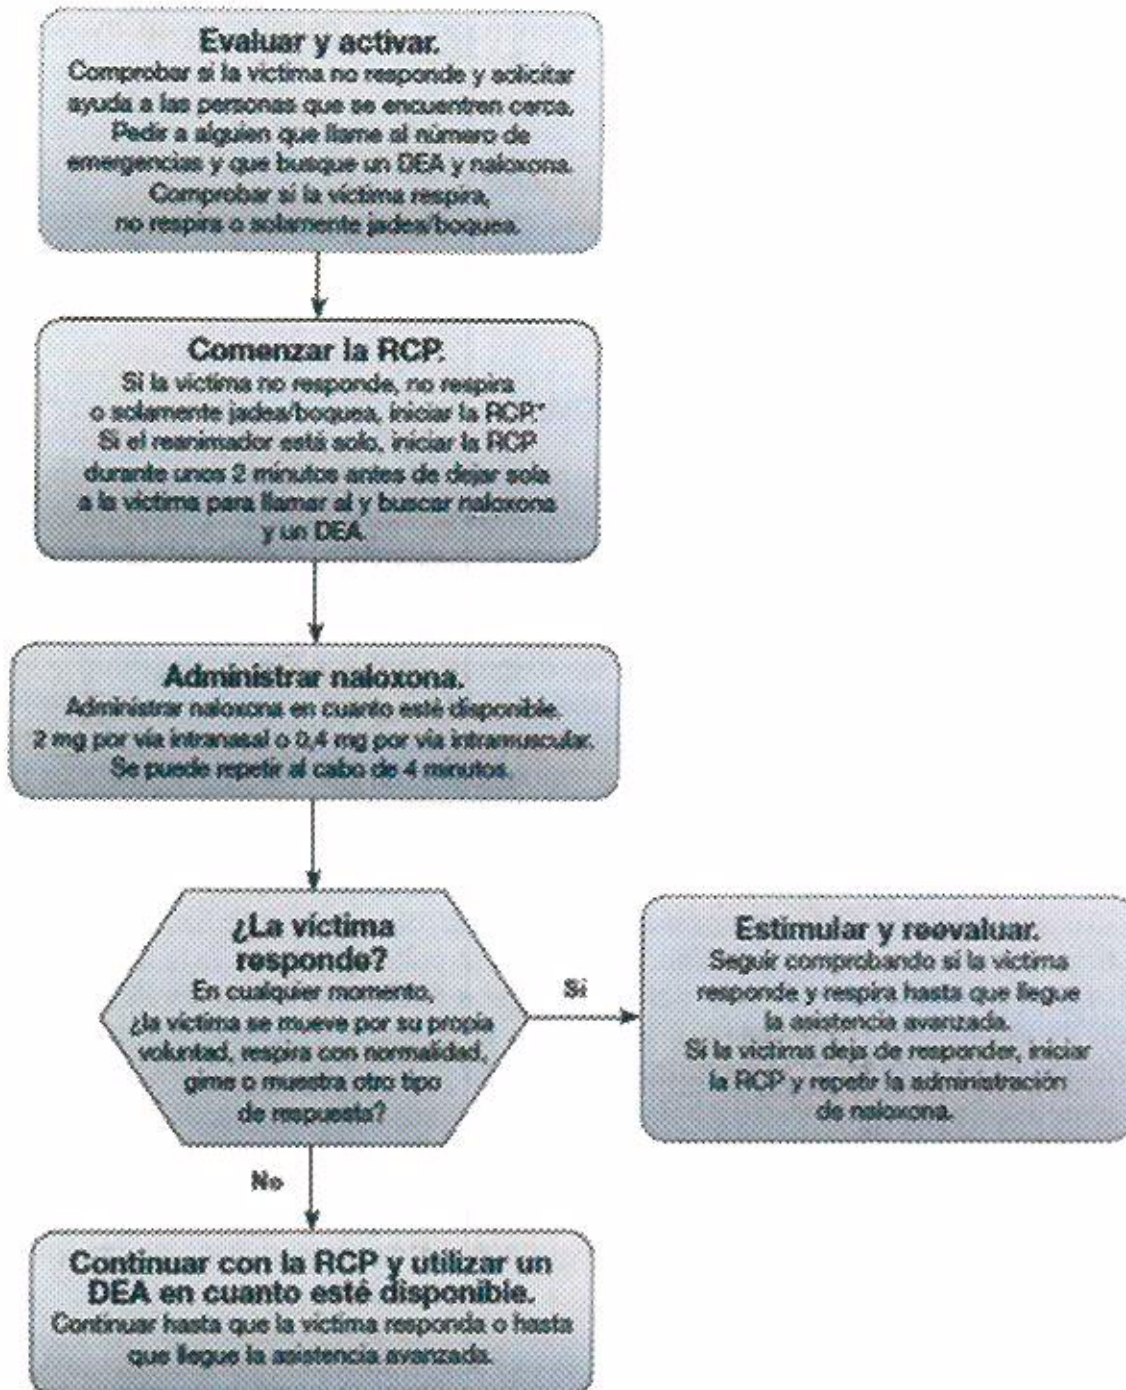 Evaluar y activar.
Comprobar si la víctima no responde y solicitar
ayuda a las personas que se encuentren cerca.
Pedir a alguien que llame al número de
emergencias y que busque un DEA y naloxona.
Comprobar si la víctima respira,
no respira o solamente jadea/boquea.
Comenzar la RCP.
Si la víctima no responde, no respira
o solamente jadea/boquea, iniciar la RCP.*
Si el reanimador está solo, iniciar la RCP
durante unos 2 minutos antes de dejar sola
a la víctima para llamar al y buscar naloxona
y un DEA.
Administrar naloxona.
Administrar naloxona en cuanto esté disponible.
2 mg por vía intranasal o 0,4 mg por vía intramuscular.
Se puede repetir al cabo de 4 minutos.
¿La víctima
responde?
En cualquier momento,
¿la víctima se mueve por su propia
voluntad, respira con normalidad,
gime o muestra otro tipo
de respuesta?
Sí
Estimular y reevaluar.
Seguir comprobando si la víctima
responde y respira hasta que llegue
la asistencia avanzada.
Si la víctima deja de responder, iniciar
la RCP y repetir la administración
de naloxona.
No
Continuar con la RCP y utilizar un
DEA en cuanto esté disponible.
Continuar hasta que la víctima responda o hasta
que llegue la asistencia avanzada.